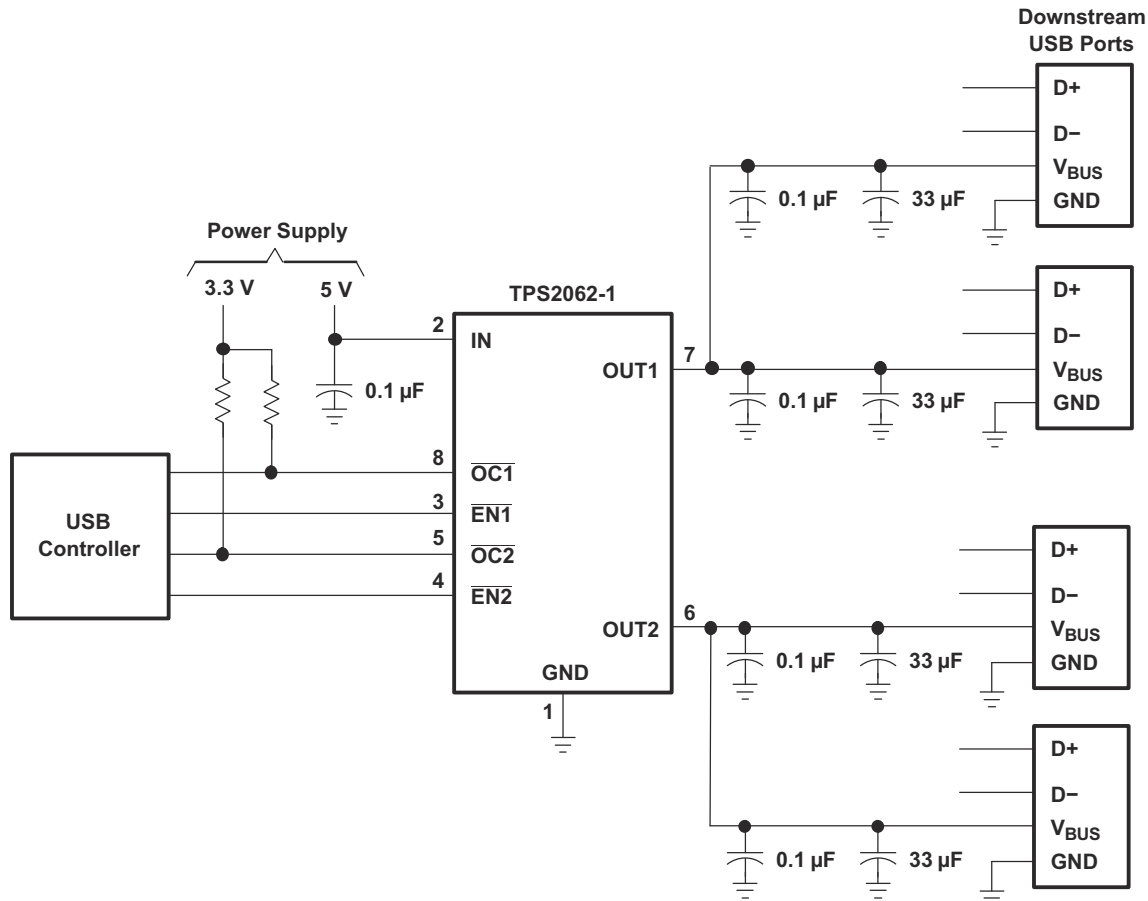 Downstream
USB Ports
D+
D−
VBUS
GND
0.1 µF
33 µF
Power Supply
3.3 V
5 V
0.1 µF
TPS2062-1
2
IN
OUT1
7
D+
D−
VBUS
GND
0.1 µF
33 µF
USB
Controller
8
OC1
3
EN1
5
OC2
4
EN2
OUT2
6
GND
1
D+
D−
VBUS
GND
0.1 µF
33 µF
D+
D−
VBUS
GND
0.1 µF
33 µF